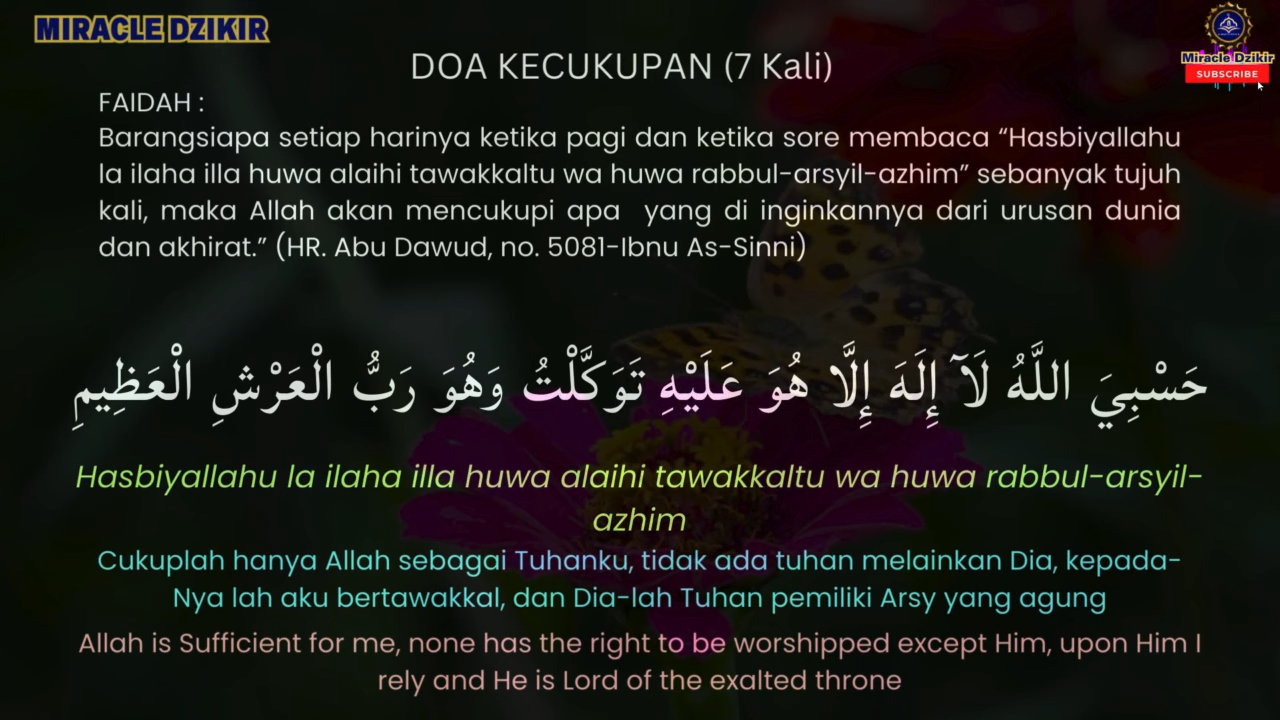 MIRACLE DZIKIR
Miracle Dzikir
SUBSCRIBE
DOA KECUKUPAN (7 Kali)
FAIDAH :
Barangsiapa setiap harinya ketika pagi dan ketika sore membaca “Hasbiyallahu
la ilaha illa huwa alaihi tawakkaltu wa huwa rabbul-arsyil-azhim” sebanyak tujuh
kali, maka Allah akan mencukupi apa yang di inginkannya dari urusan dunia
dan akhirat.” (HR. Abu Dawud, no. 5081-Ibnu As-Sinni)
حَسْبِيَ اللَّهُ لَآ إِلَهَ إِلَّا هُوَ عَلَيْهِ تَوَكَّلْتُ وَهُوَ رَبُّ الْعَرْشِ الْعَظِيمِ
Hasbiyallahu la ilaha illa huwa alaihi tawakkaltu wa huwa rabbul-arsyil-
azhim
Cukuplah hanya Allah sebagai Tuhanku, tidak ada tuhan melainkan Dia, kepada-
Nya lah aku bertawakkal, dan Dia-lah Tuhan pemiliki Arsy yang agung
Allah is Sufficient for me, none has the right to be worshipped except Him, upon Him I
rely and He is Lord of the exalted throne